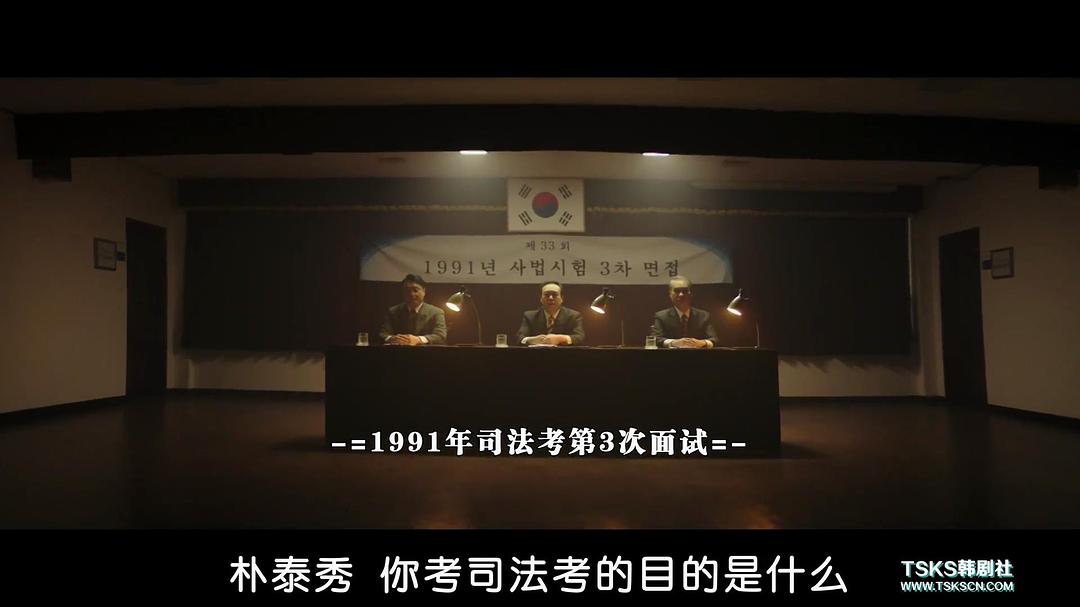 제 33 회
1991년 사법시험 3차 면접
-=1991年司法考第3次面试=-
朴泰秀 你考司法考的目的是什么
TSKS韩剧社
WWW.TSKSCN.COM